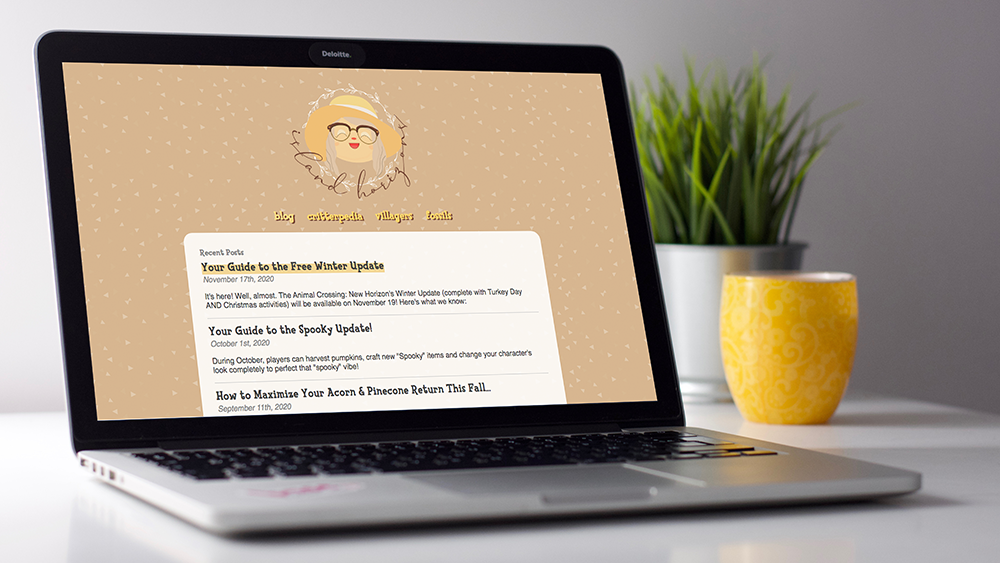 Deloitte.
island honey
blog critterpedia villagers fossils
Recent Posts
Your Guide to the Free Winter Update
November 17th, 2020
It's here! Well, almost. The Animal Crossing: New Horizon's Winter Update (complete with Turkey Day
AND Christmas activities) will be available on November 19! Here's what we know:
Your Guide to the Spooky Update!
October 1st, 2020
During October, players can harvest pumpkins, craft new "Spooky" items and change your character's
look completely to perfect that "spooky" vibe!
How to Maximize Your Acorn & Pinecone Return This Fall...
September 11th, 2020